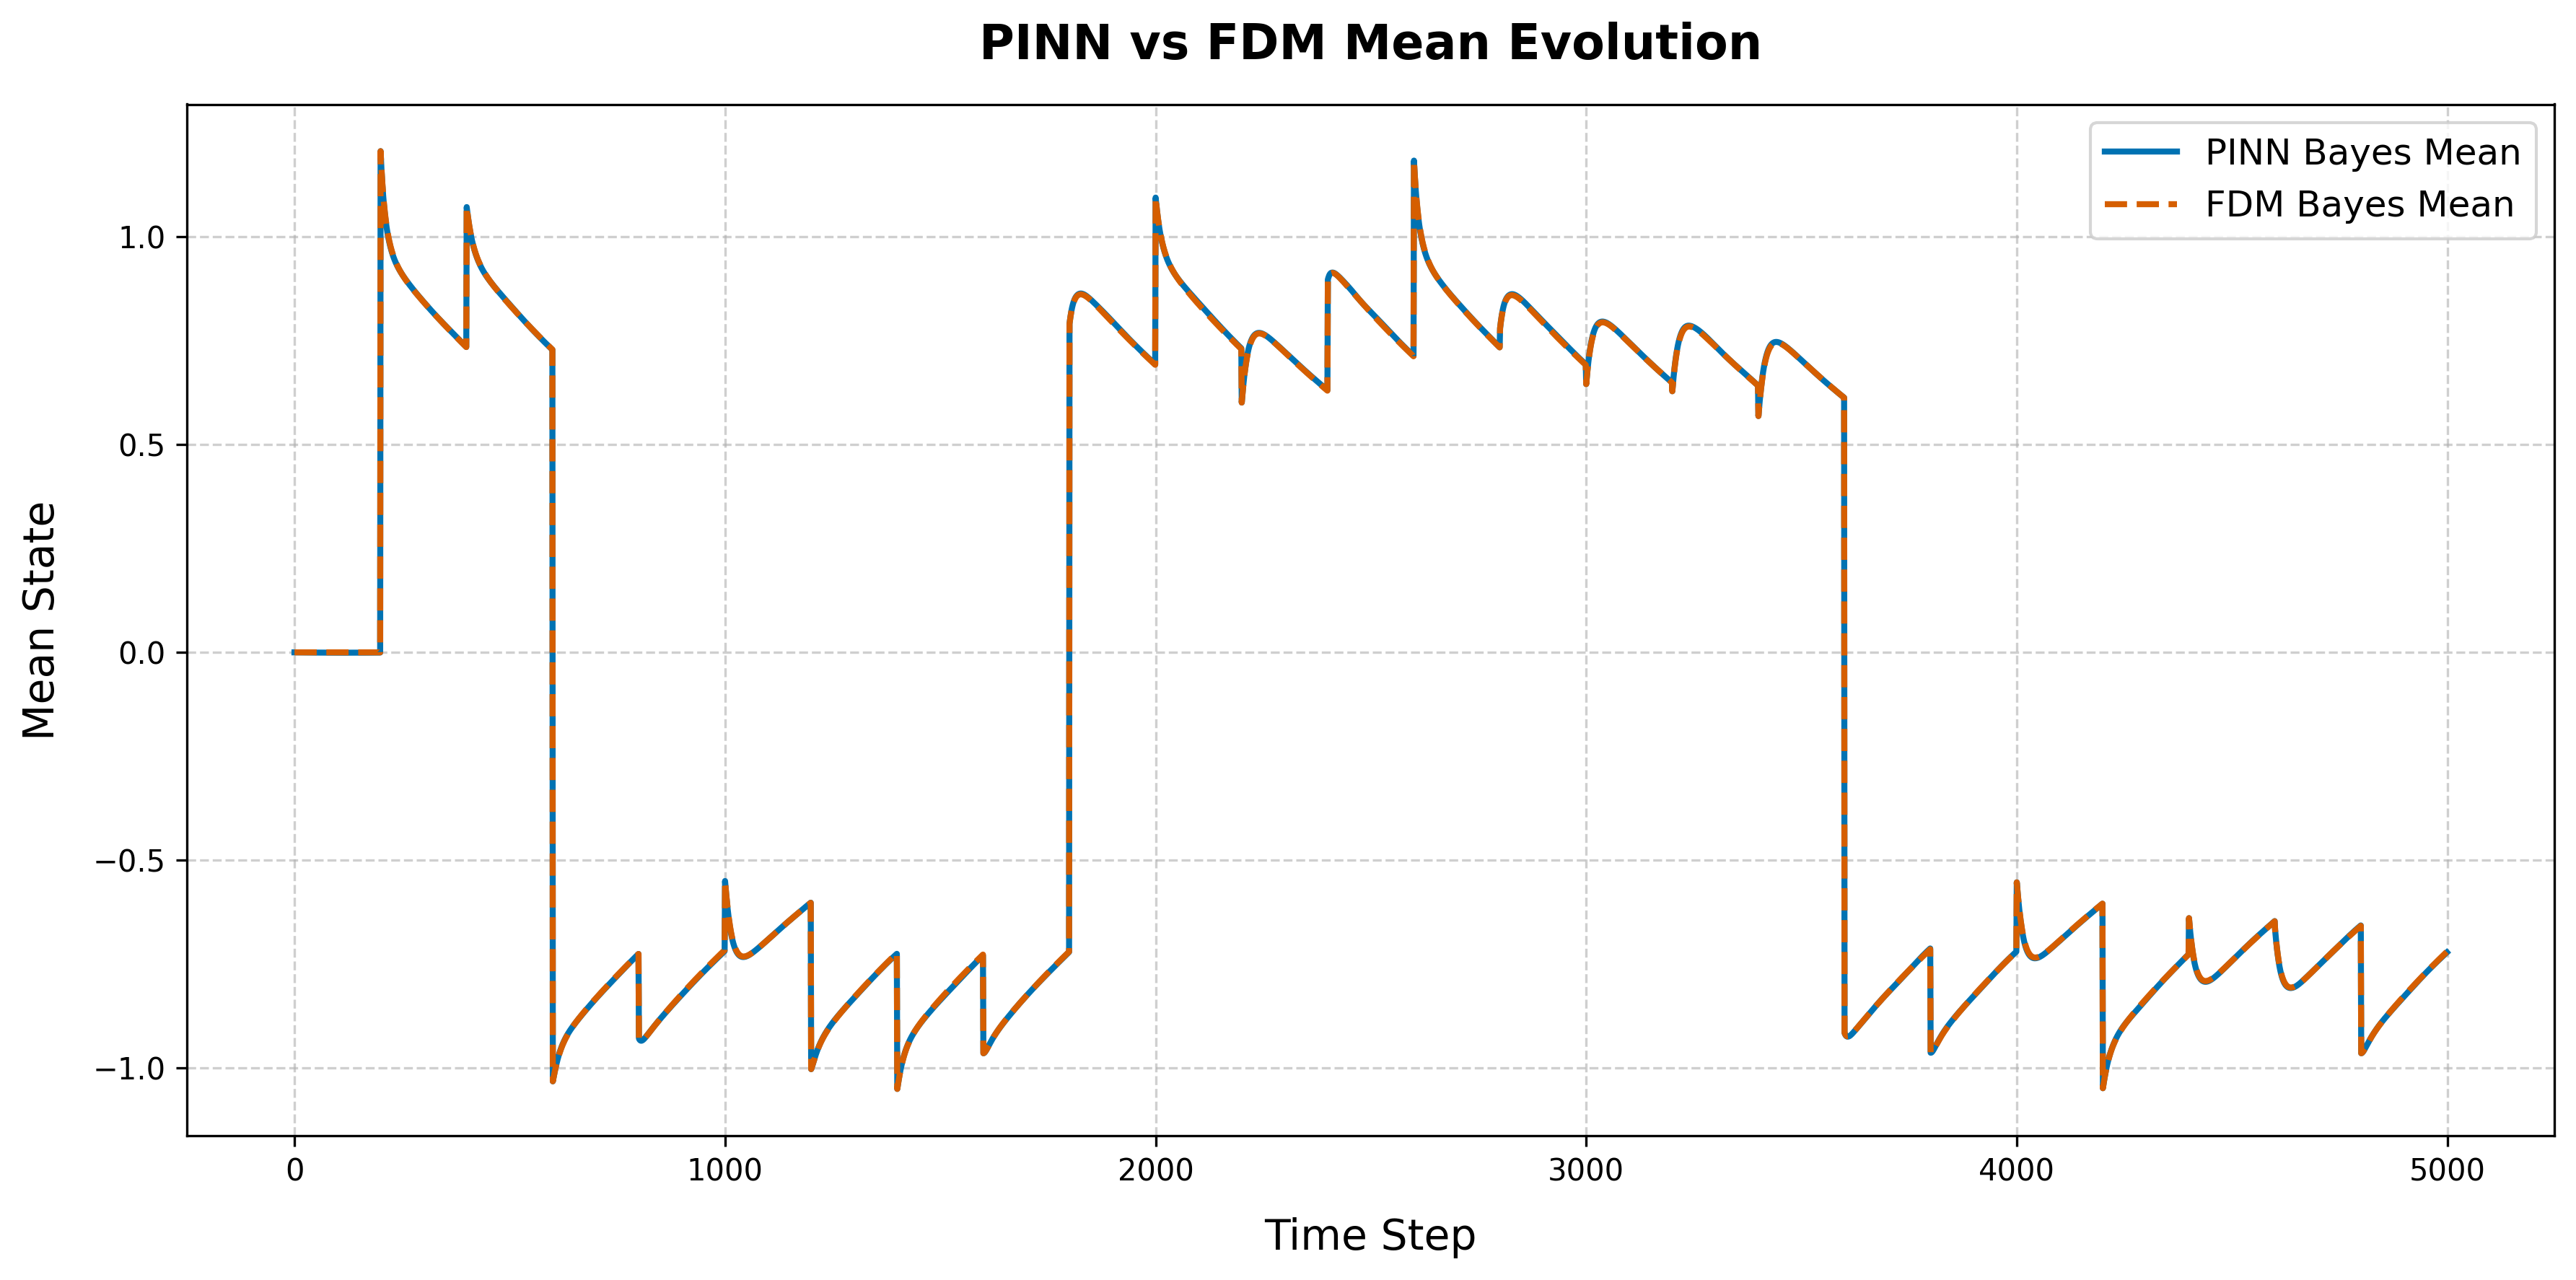 PINN vs FDM Mean Evolution
PINN Bayes Mean
FDM Bayes Mean
Mean State
1.0
0.5
0.0
−0.5
−1.0
0 1000 2000 3000 4000 5000
Time Step